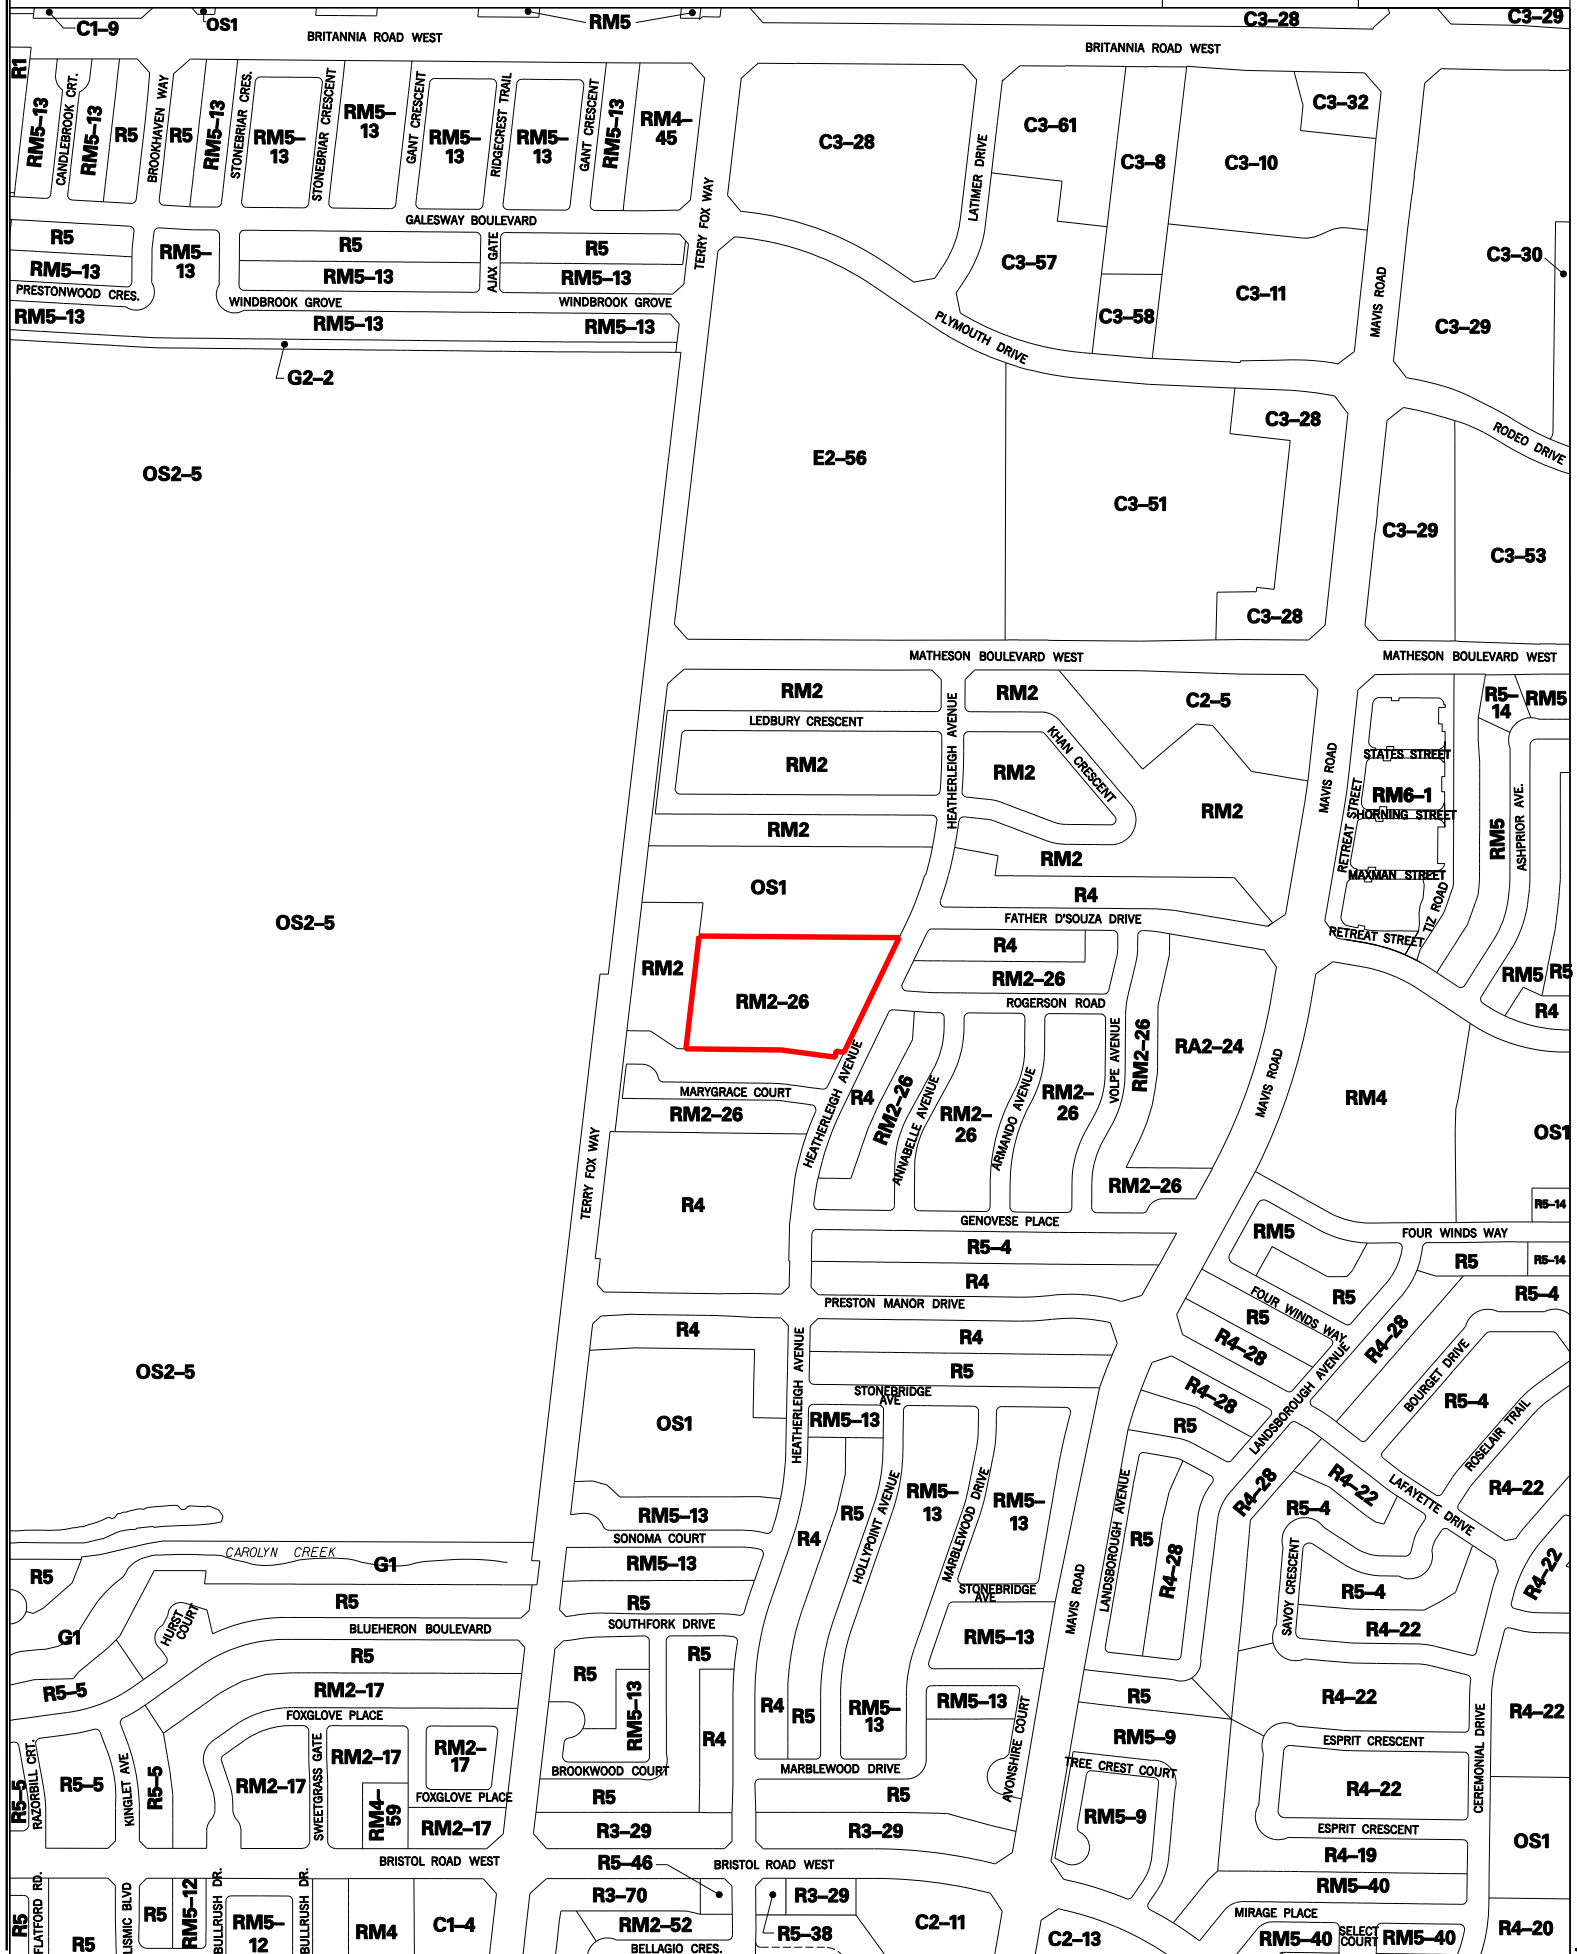 C1–9
OS1
RM5
C3–28
C3–29
BRITANNIA ROAD WEST
BRITANNIA ROAD WEST
R1
RM5–13
CANDLEBROOK CRT.
RM5–13
R5
BROOKHAVEN WAY
R5
RM5–13
STONEBRIAR CRES.
RM5–
13
STONEBRIAR CRESCENT
RM5–
13
GANT CRESCENT
RM5–
13
RIDGECREST TRAIL
RM5–
13
GANT CRESCENT
RM5–13
RM4–
45
C3–28
LATIMER DRIVE
C3–61
C3–8
C3–10
C3–32
GALESWAY BOULEVARD
TERRY FOX WAY
R5
RM5–13
RM5–
13
R5
RM5–13
AJAX GATE
R5
RM5–13
PRESTONWOOD CRES.
WINDBROOK GROVE
WINDBROOK GROVE
RM5–13
RM5–13
RM5–13
G2–2
C3–57
C3–58
C3–11
MAVIS ROAD
C3–30
C3–29
PLYMOUTH DRIVE
RODEO DRIVE
OS2–5
E2–56
C3–51
C3–28
C3–28
C3–29
C3–53
MATHESON BOULEVARD WEST
MATHESON BOULEVARD WEST
RM2
LEDBURY CRESCENT
RM2
RM2
HEATHERLEIGH AVENUE
RM2
KHAN CRESCENT
RM2
RM2
C2–5
RM2
MAVIS ROAD
R5–
14
RM5
STATES STREET
RM6–1
HORNING STREET
MAXMAN STREET
RETREAT STREET
RETREAT STREET
TIZ ROAD
RM5
ASHPRIOR AVE.
RM5
R5
R4
OS1
R4
FATHER D'SOUZA DRIVE
OS2–5
RM2
RM2–26
R4
RM2–26
ROGERSON ROAD
MARYGRACE COURT
RM2–26
HEATHERLEIGH AVENUE
R4
RM2–26
ANNABELLE AVENUE
RM2–
26
ARMANDO AVENUE
RM2–
26
VOLPE AVENUE
RM2–26
RA2–24
MAVIS ROAD
RM4
OS1
TERRY FOX WAY
R4
RM2–26
GENOVESE PLACE
R5–14
RM5
FOUR WINDS WAY
R5
R5–14
R5–4
R4
PRESTON MANOR DRIVE
R5
FOUR WINDS WAY
R5
R5–4
R4–28
R4–28
R4
R4
R5
STONEBRIDGE
AVE
HEATHERLEIGH AVENUE
OS2–5
OS1
RM5–13
R4–28
R5
LANDSBOROUGH AVENUE
BOURGET DRIVE
R5–4
ROSELAIR TRAIL
R4–22
LAFAYETTE DRIVE
R4–28
R4–22
R5–4
RM5–13
SONOMA COURT
RM5–13
R5
SOUTHFORK DRIVE
R4
R5
HOLLYPOINT AVENUE
RM5–
13
MARBLEWOOD DRIVE
RM5–
13
STONEBRIDGE
AVE
RM5–13
MAVIS ROAD
LANDSBOROUGH AVENUE
R5
R4–28
SAVOY CRESCENT
R5–4
R4–22
R4–22
CAROLYN CREEK
G1
R5
R5
HURST
COURT
BLUEHERON BOULEVARD
G1
R5
R5–5
RM2–17
FOXGLOVE PLACE
R5
RM5–13
R5
R4
R4
R5
RM5–
13
RM5–13
AVONSHIRE COURT
R5
RM5–9
TREE CREST COURT
RM5–9
R4–22
ESPRIT CRESCENT
R4–22
ESPRIT CRESCENT
CEREMONIAL DRIVE
R4–22
R5–5
RAZORBILL CRT.
R5–5
KINGLET AVE
R5–5
RM2–17
SWEETGRASS GATE
RM2–17
RM4–
59
RM2–
17
FOXGLOVE PLACE
RM2–17
BROOKWOOD COURT
R5
R3–29
MARBLEWOOD DRIVE
R5
R3–29
R4–19
RM5–40
OS1
BRISTOL ROAD WEST
R5–46
BRISTOL ROAD WEST
R5
FLATFORD RD.
R5
LISMIC BLVD
R5
RM5–12
BULLRUSH DR.
RM5–
12
BULLRUSH DR.
RM4
C1–4
R3–70
RM2–52
BELLAGIO CRES.
R3–29
R5–38
C2–11
C2–13
MIRAGE PLACE
RM5–40
SELECT
COURT
RM5–40
R4–20